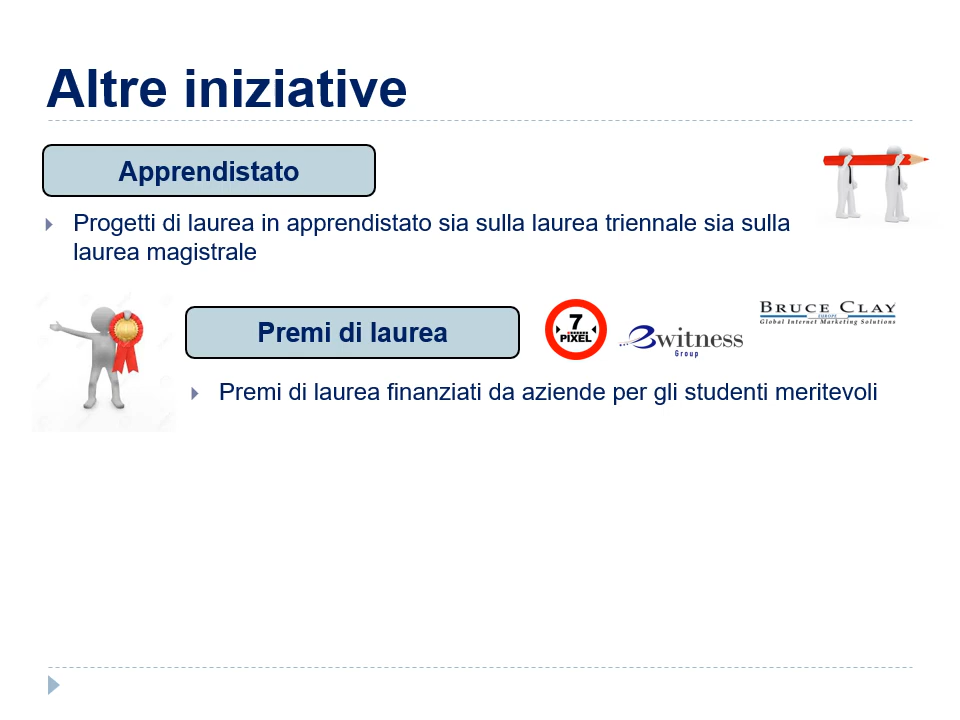 Altre iniziative
Apprendistato
Progetti di laurea in apprendistato sia sulla laurea triennale sia sulla
laurea magistrale
Premi di laurea
7
PIXEL
ewitness
Group
BRUCE CLAY
EUROPE
Global Internet Marketing Solutions
Premi di laurea finanziati da aziende per gli studenti meritevoli